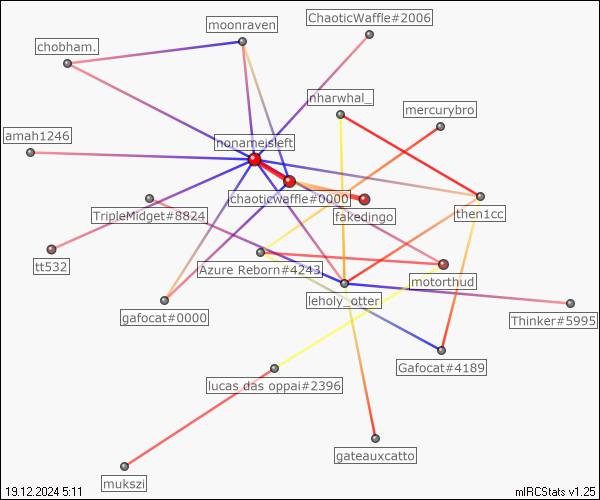 ChaoticWaffle#2006
moonraven
chobham.
nharwhal_
mercurybro
amah1246
nonameisleft
chaoticwaffle#0000
TripleMidget#8824
fakedingo
then1cc
tt532
Azure Reborn#4243
motorthud
leholy_otter
gafocat#0000
Thinker#5995
Gafocat#4189
lucas das oppai#2396
gateauxcatto
mukszi
19.12.2024 5:11
mIRCStats v1.25